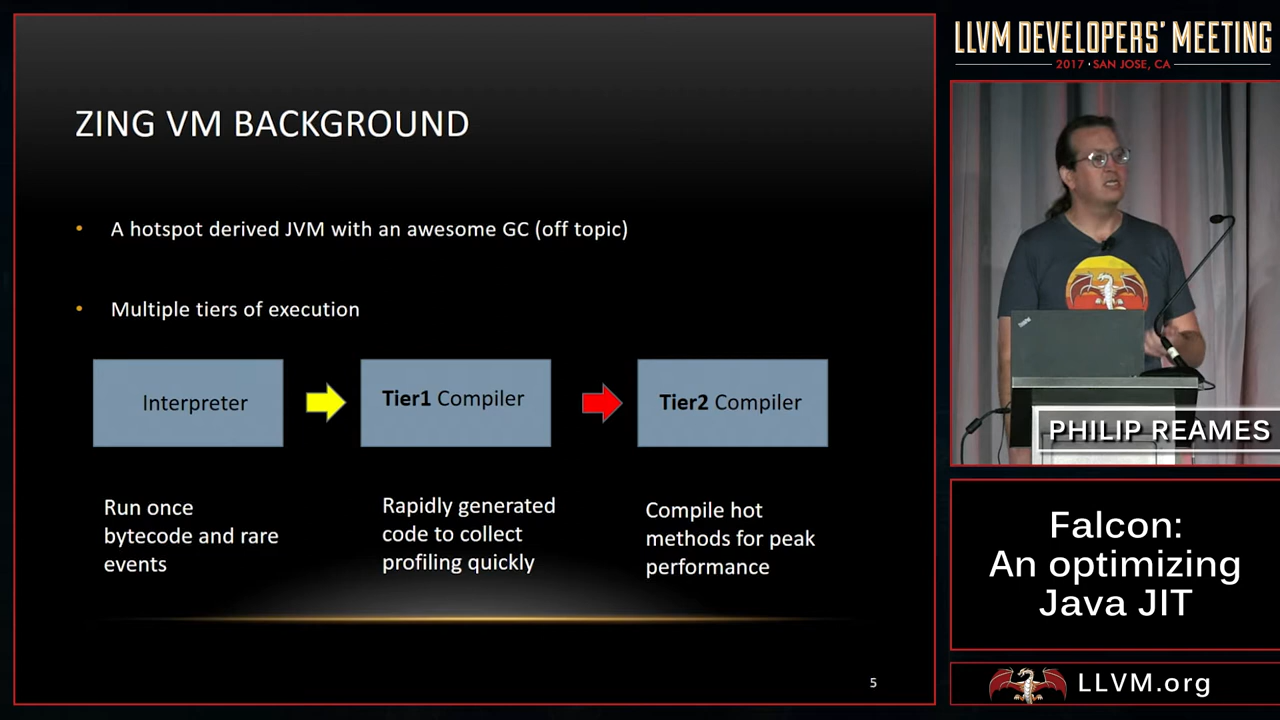 ZING VM BACKGROUND
• A hotspot derived JVM with an awesome GC (off topic)
• Multiple tiers of execution
Interpreter
Tier1 Compiler
Tier2 Compiler
Run once
bytecode and rare
events
Rapidly generated
code to collect
profiling quickly
Compile hot
methods for peak
performance
5
LLVM DEVELOPERS' MEETING
2017 • SAN JOSE, CA
ThinkPad
PHILIP REAMES
Falcon:
An optimizing
Java JIT
LLVM.org